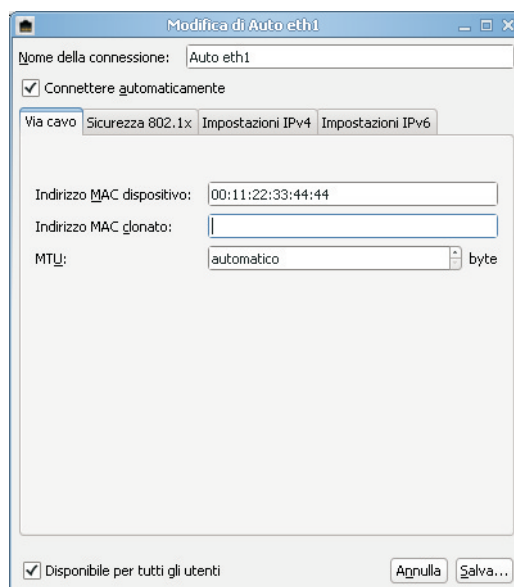 Modifica di Auto eth1
Nome della connessione: Auto eth1
Connettere automaticamente
Via cavo Sicurezza 802.1x Impostazioni IPv4 Impostazioni IPv6
Indirizzo MAC dispositivo: 00:11:22:33:44:44
Indirizzo MAC clonato:
MTU: automatico byte
Disponibile per tutti gli utenti Annulla Salva...